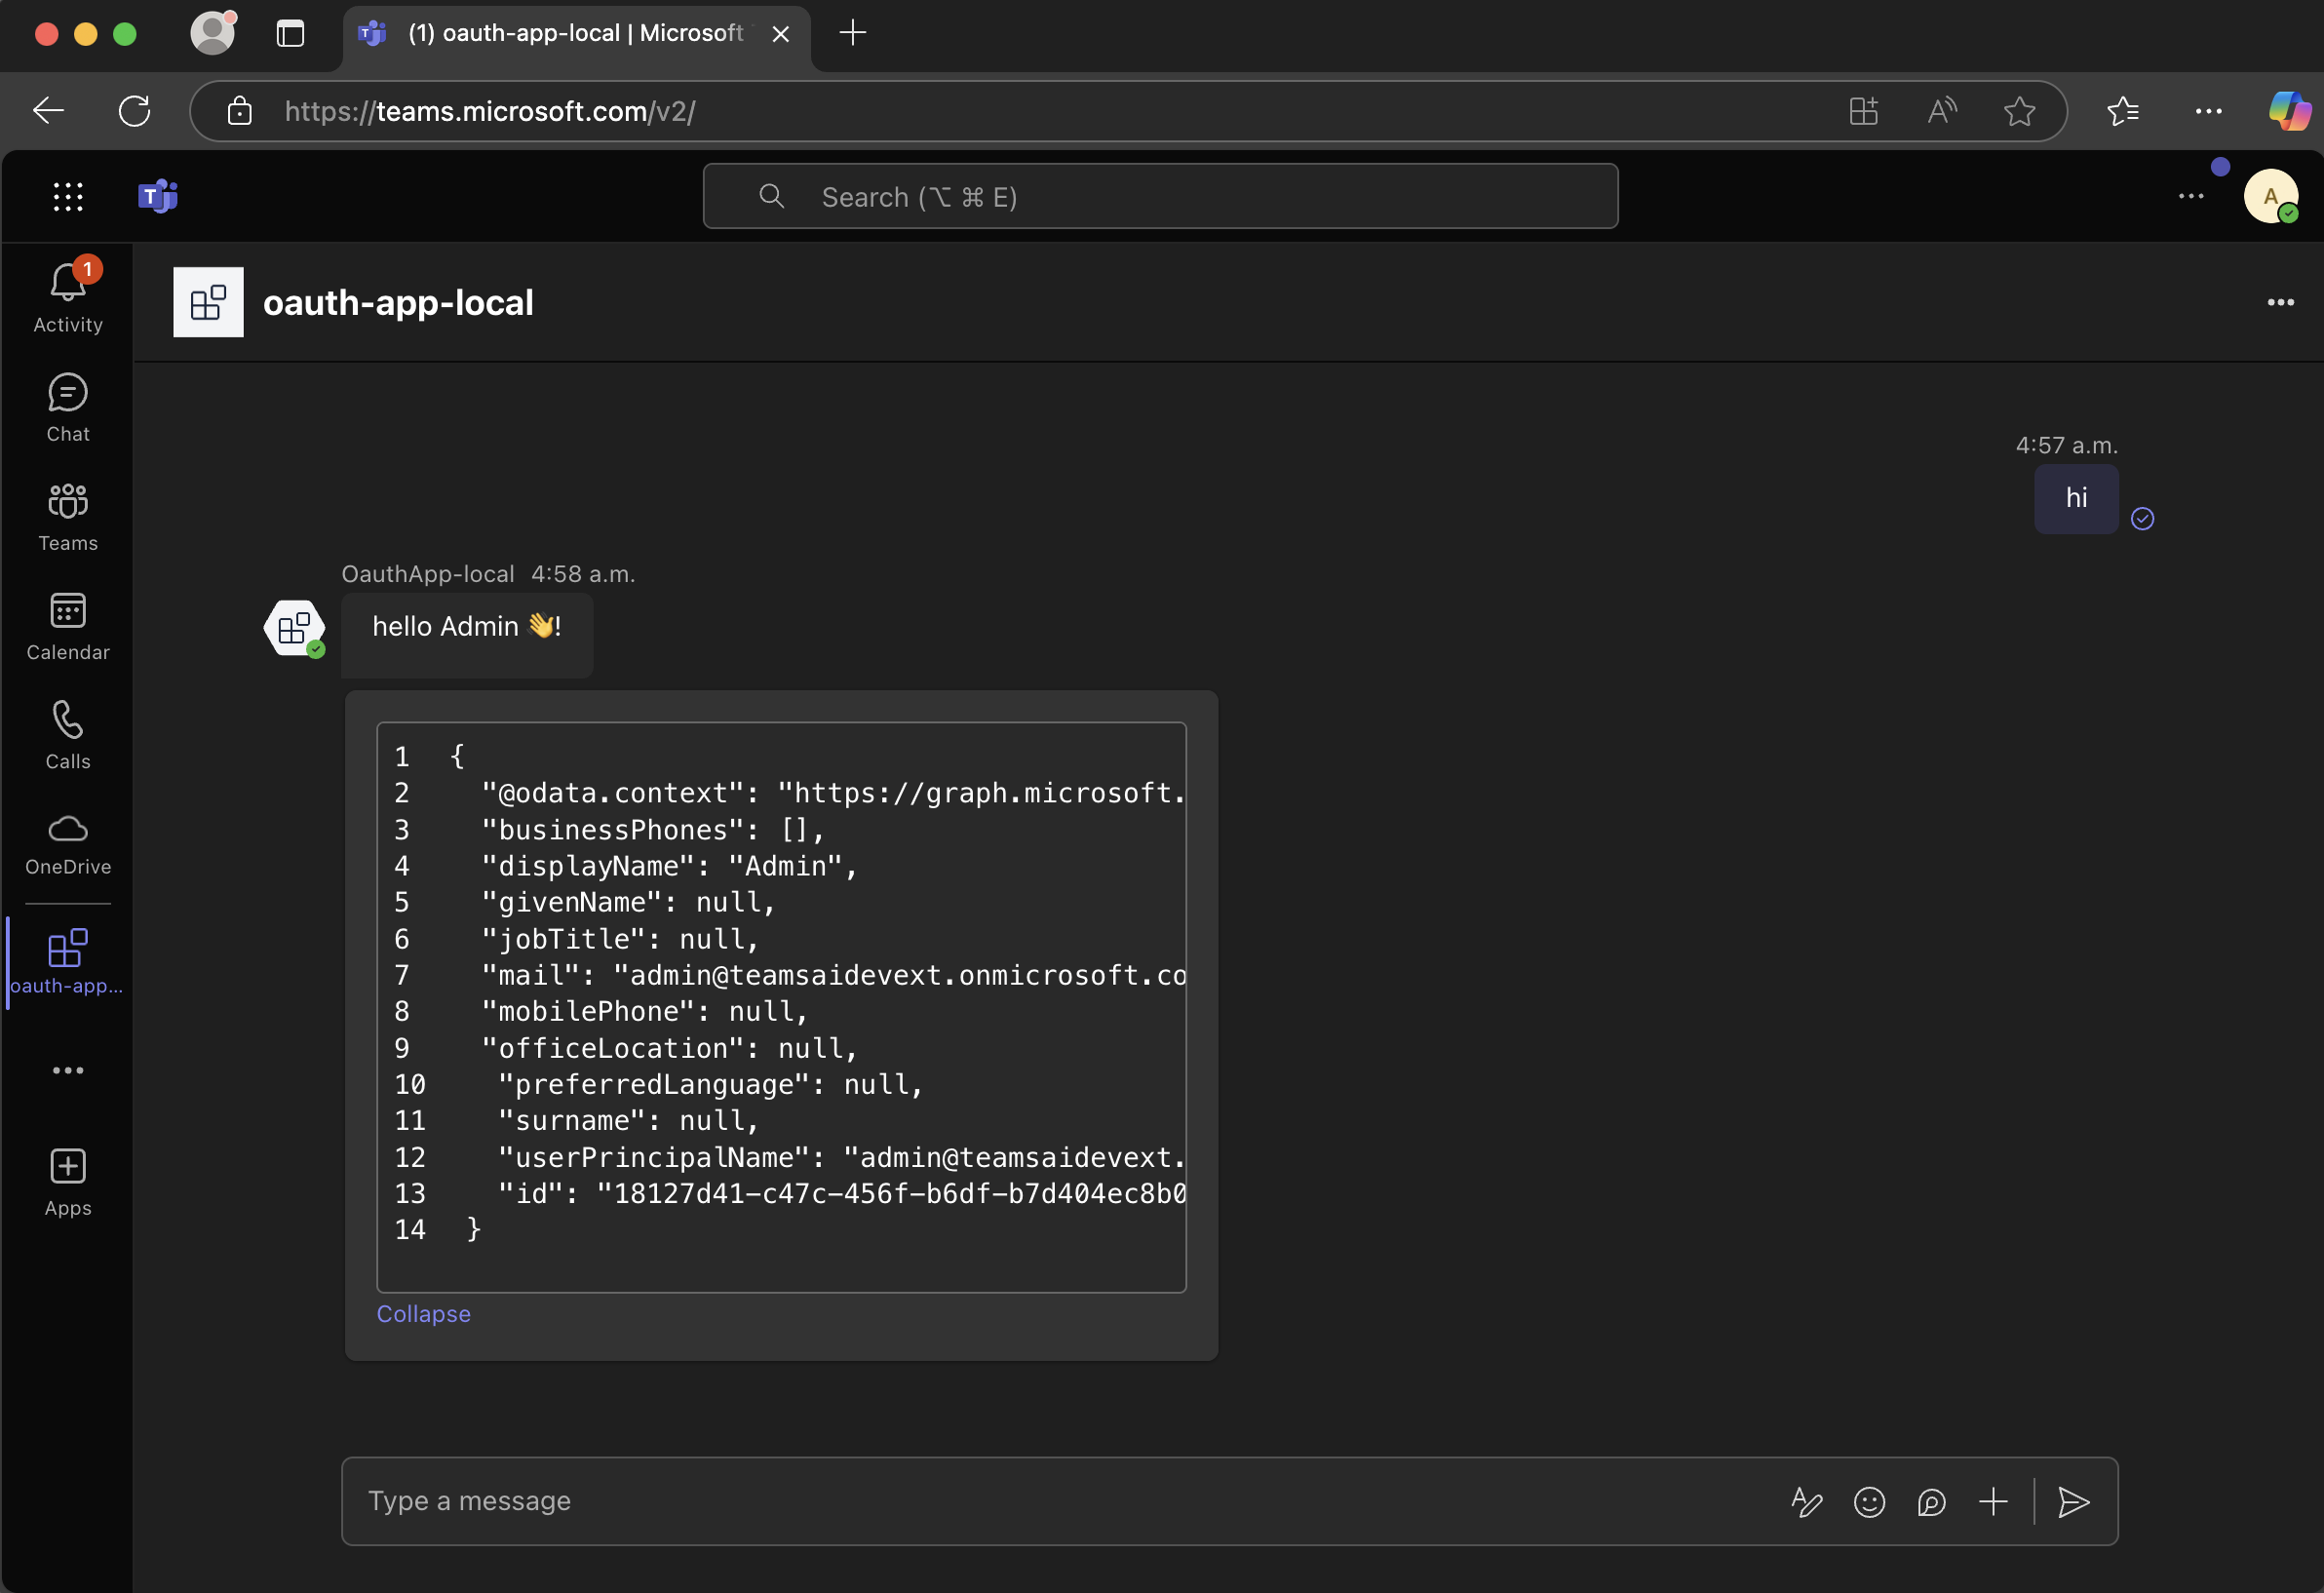 (1) oauth-app-local | Microsoft
https://teams.microsoft.com/v2/
Search (⌥ ⌘ E)
A
1
Activity
Chat
Teams
Calendar
Calls
OneDrive
oauth-app...
Apps
oauth-app-local
4:57 a.m.
hi
OauthApp-local 4:58 a.m.
hello Admin 👋!
1 {
2 "@odata.context": "https://graph.microsoft.
3 "businessPhones": [],
4 "displayName": "Admin",
5 "givenName": null,
6 "jobTitle": null,
7 "mail": "admin@teamsaidevext.onmicrosoft.co
8 "mobilePhone": null,
9 "officeLocation": null,
10 "preferredLanguage": null,
11 "surname": null,
12 "userPrincipalName": "admin@teamsaidevext.
13 "id": "18127d41-c47c-456f-b6df-b7d404ec8b0
14 }
Collapse
Type a message